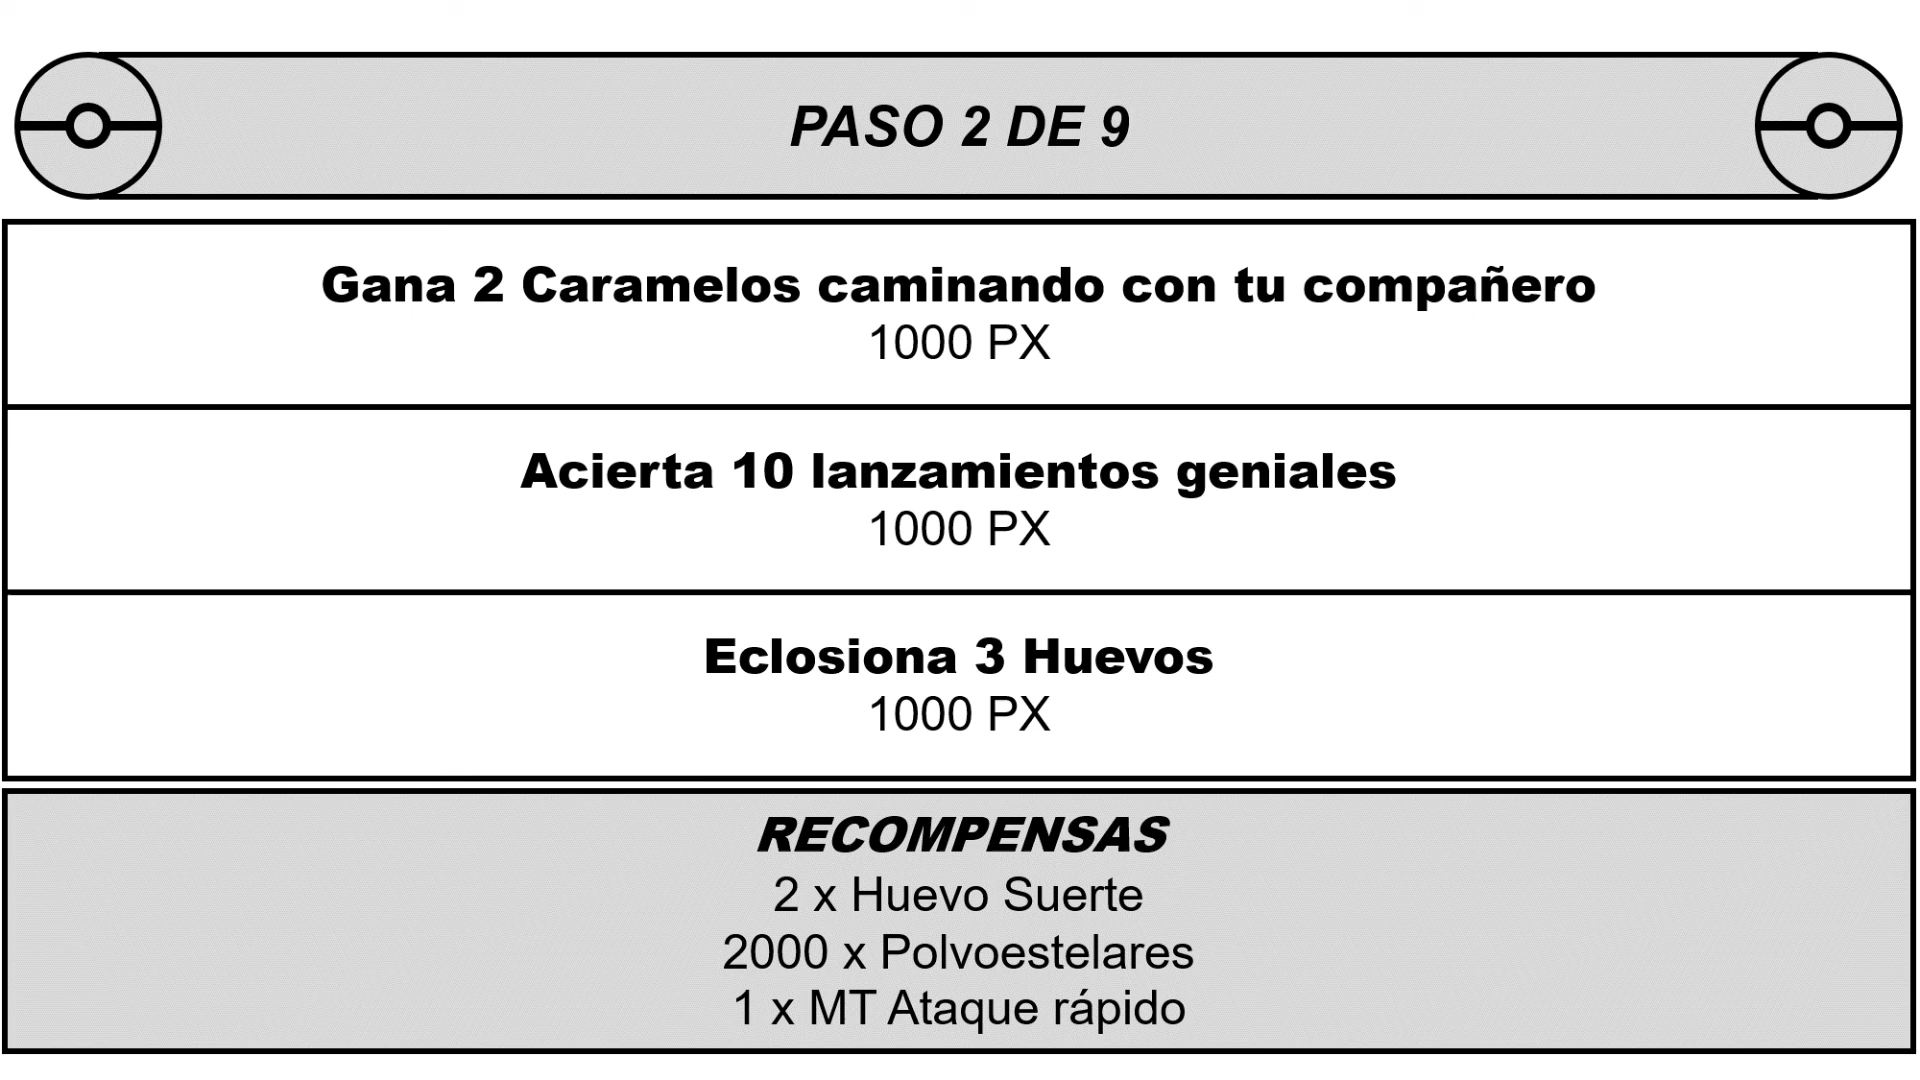 PASO 2 DE 9
Gana 2 Caramelos caminando con tu compañero
1000 PX
Acierta 10 lanzamientos geniales
1000 PX
Eclosiona 3 Huevos
1000 PX
RECOMPENSAS
2 x Huevo Suerte
2000 x Polvoestelares
1 x MT Ataque rápido